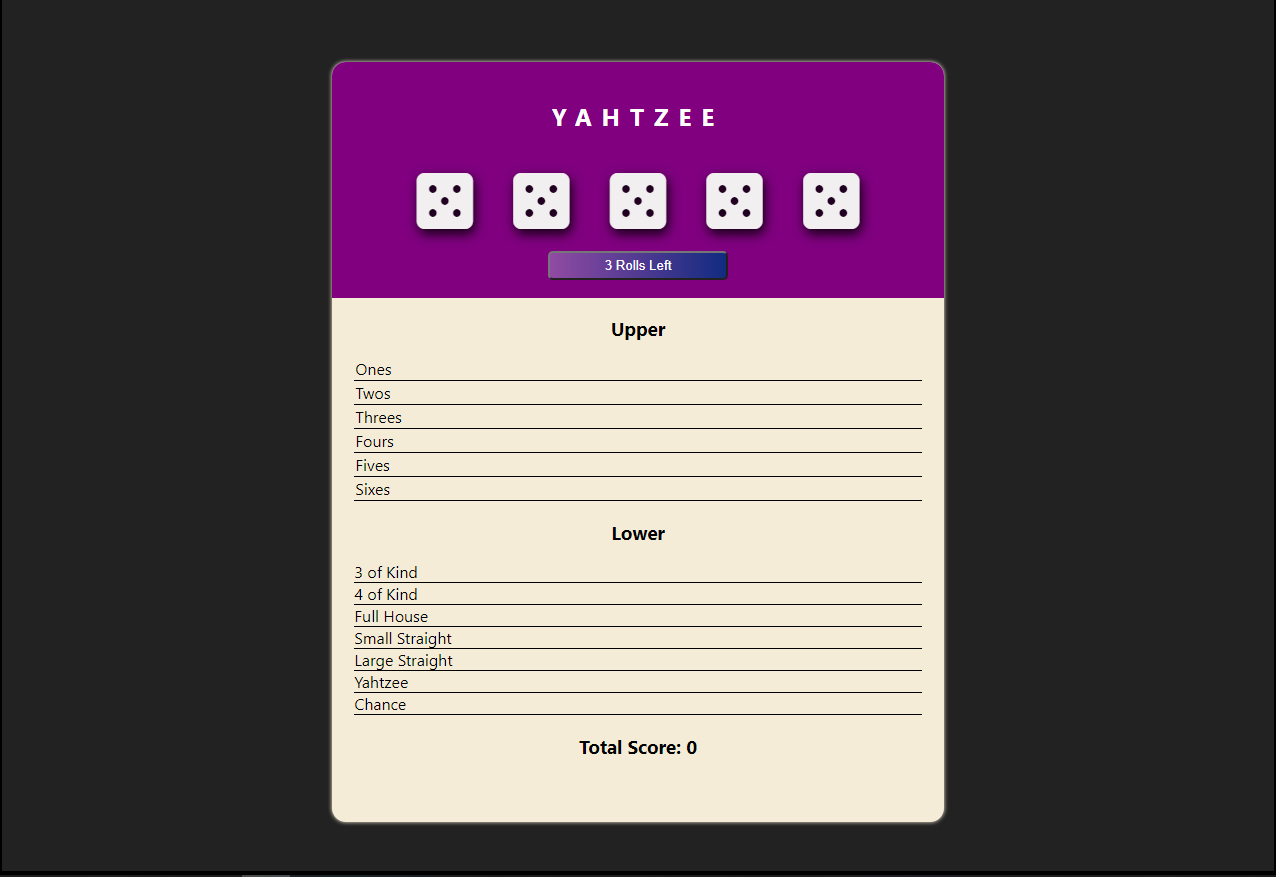 YAHTZEE
3 Rolls Left
Upper
Ones
Twos
Threes
Fours
Fives
Sixes
Lower
3 of Kind
4 of Kind
Full House
Small Straight
Large Straight
Yahtzee
Chance
Total Score: 0